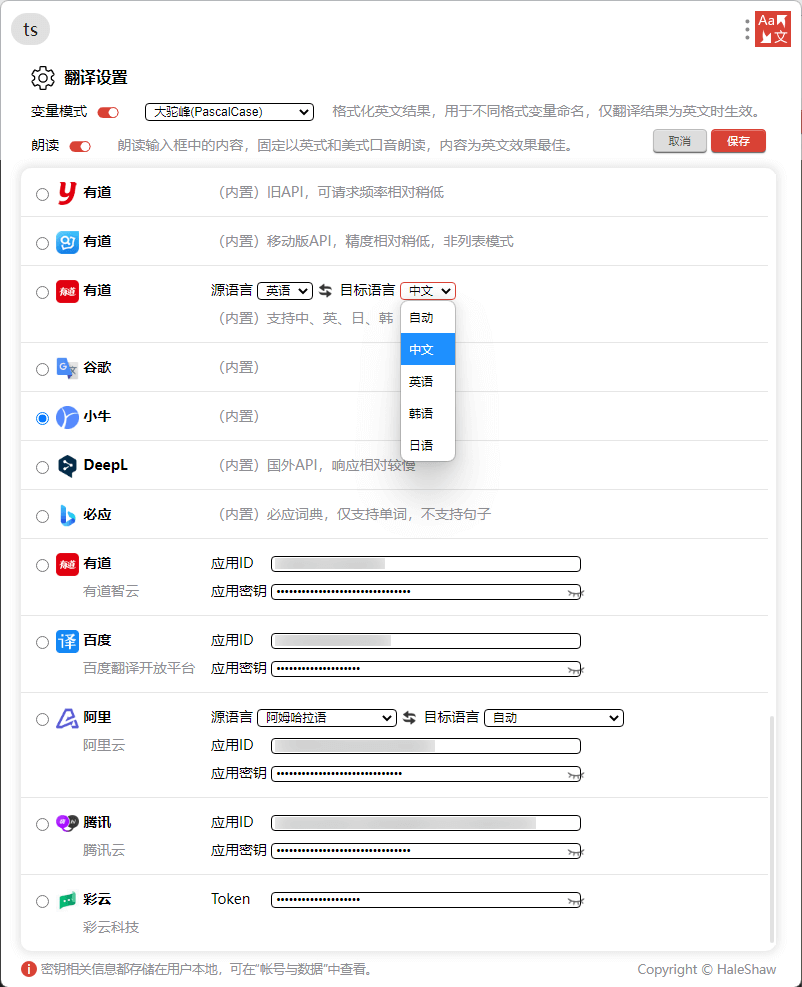 ts
Aa 文
翻译设置
变量模式 大驼峰(PascalCase) 格式化英文结果，用于不同格式变量命名，仅翻译结果为英文时生效。
朗读 朗读输入框中的内容，固定以英式和美式口音朗读，内容为英文效果最佳。 取消 保存
y 有道 （内置）旧API，可请求频率相对稍低
有道 （内置）移动版API，精度相对稍低，非列表模式
有道 有道 源语言 英语 目标语言 中文
（内置）支持中、英、日、韩
自动
中文
英语
韩语
日语
G 文 谷歌 （内置）
小牛 （内置）
DeepL （内置）国外API，响应相对较慢
必应 （内置）必应词典，仅支持单词，不支持句子
有道 有道 应用ID
有道智云 应用密钥 ••••••••••••••••••••••••••••••••
译 百度 应用ID
百度翻译开放平台 应用密钥 ••••••••••••••••••••
阿里 源语言 阿姆哈拉语 目标语言 自动
阿里云 应用ID
应用密钥 ••••••••••••••••••••••••••••••
腾讯 应用ID
腾讯云 应用密钥 ••••••••••••••••••••••••••••••••
彩云 Token ••••••••••••••••••••
彩云科技
密钥相关信息都存储在用户本地，可在“帐号与数据”中查看。 Copyright © HaleShaw